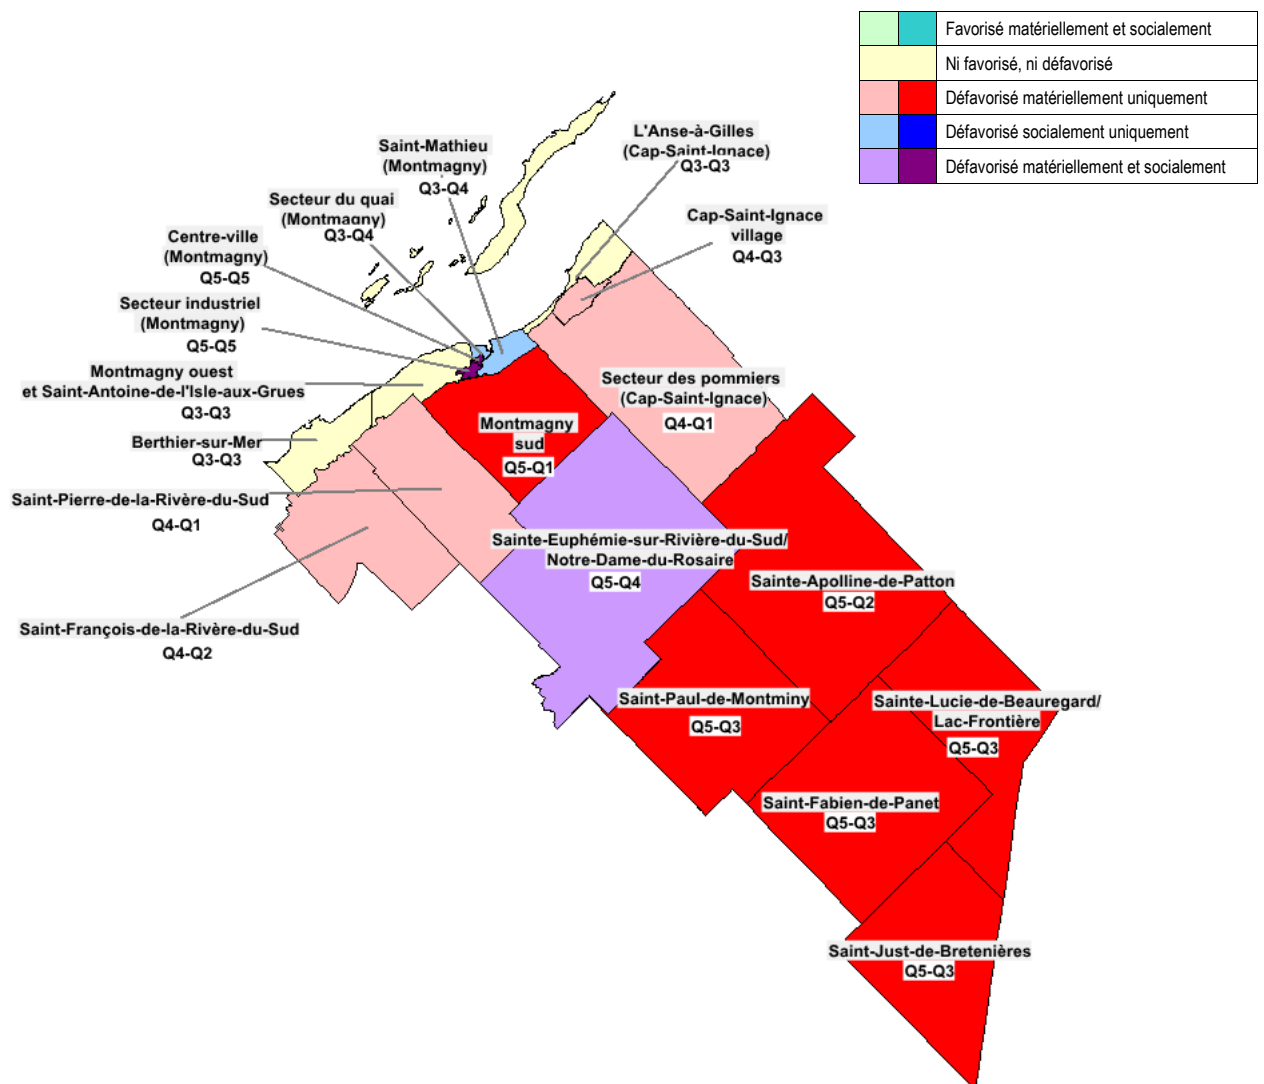 Favorisé matériellement et socialement
Ni favorisé, ni défavorisé
Défavorisé matériellement uniquement
Défavorisé socialement uniquement
Défavorisé matériellement et socialement
L'Anse-à-Gilles
(Cap-Saint-Ignace)
Q3-Q3
Saint-Mathieu
(Montmagny)
Q3-Q4
Secteur du quai
(Montmagny)
Q3-Q4
Cap-Saint-Ignace
village
Q4-Q3
Centre-ville
(Montmagny)
Q5-Q5
Secteur industriel
(Montmagny)
Q5-Q5
Montmagny ouest
et Saint-Antoine-de-l'Isle-aux-Grues
Q3-Q3
Berthier-sur-Mer
Q3-Q3
Secteur des pommiers
(Cap-Saint-Ignace)
Q4-Q1
Montmagny
sud
Q5-Q1
Saint-Pierre-de-la-Rivère-du-Sud
Q4-Q1
Sainte-Euphémie-sur-Rivière-du-Sud/
Notre-Dame-du-Rosaire
Q5-Q4
Sainte-Apolline-de-Patton
Q5-Q2
Saint-François-de-la-Rivère-du-Sud
Q4-Q2
Saint-Paul-de-Montminy
Q5-Q3
Sainte-Lucie-de-Beauregard/
Lac-Frontière
Q5-Q3
Saint-Fabien-de-Panet
Q5-Q3
Saint-Just-de-Bretenières
Q5-Q3